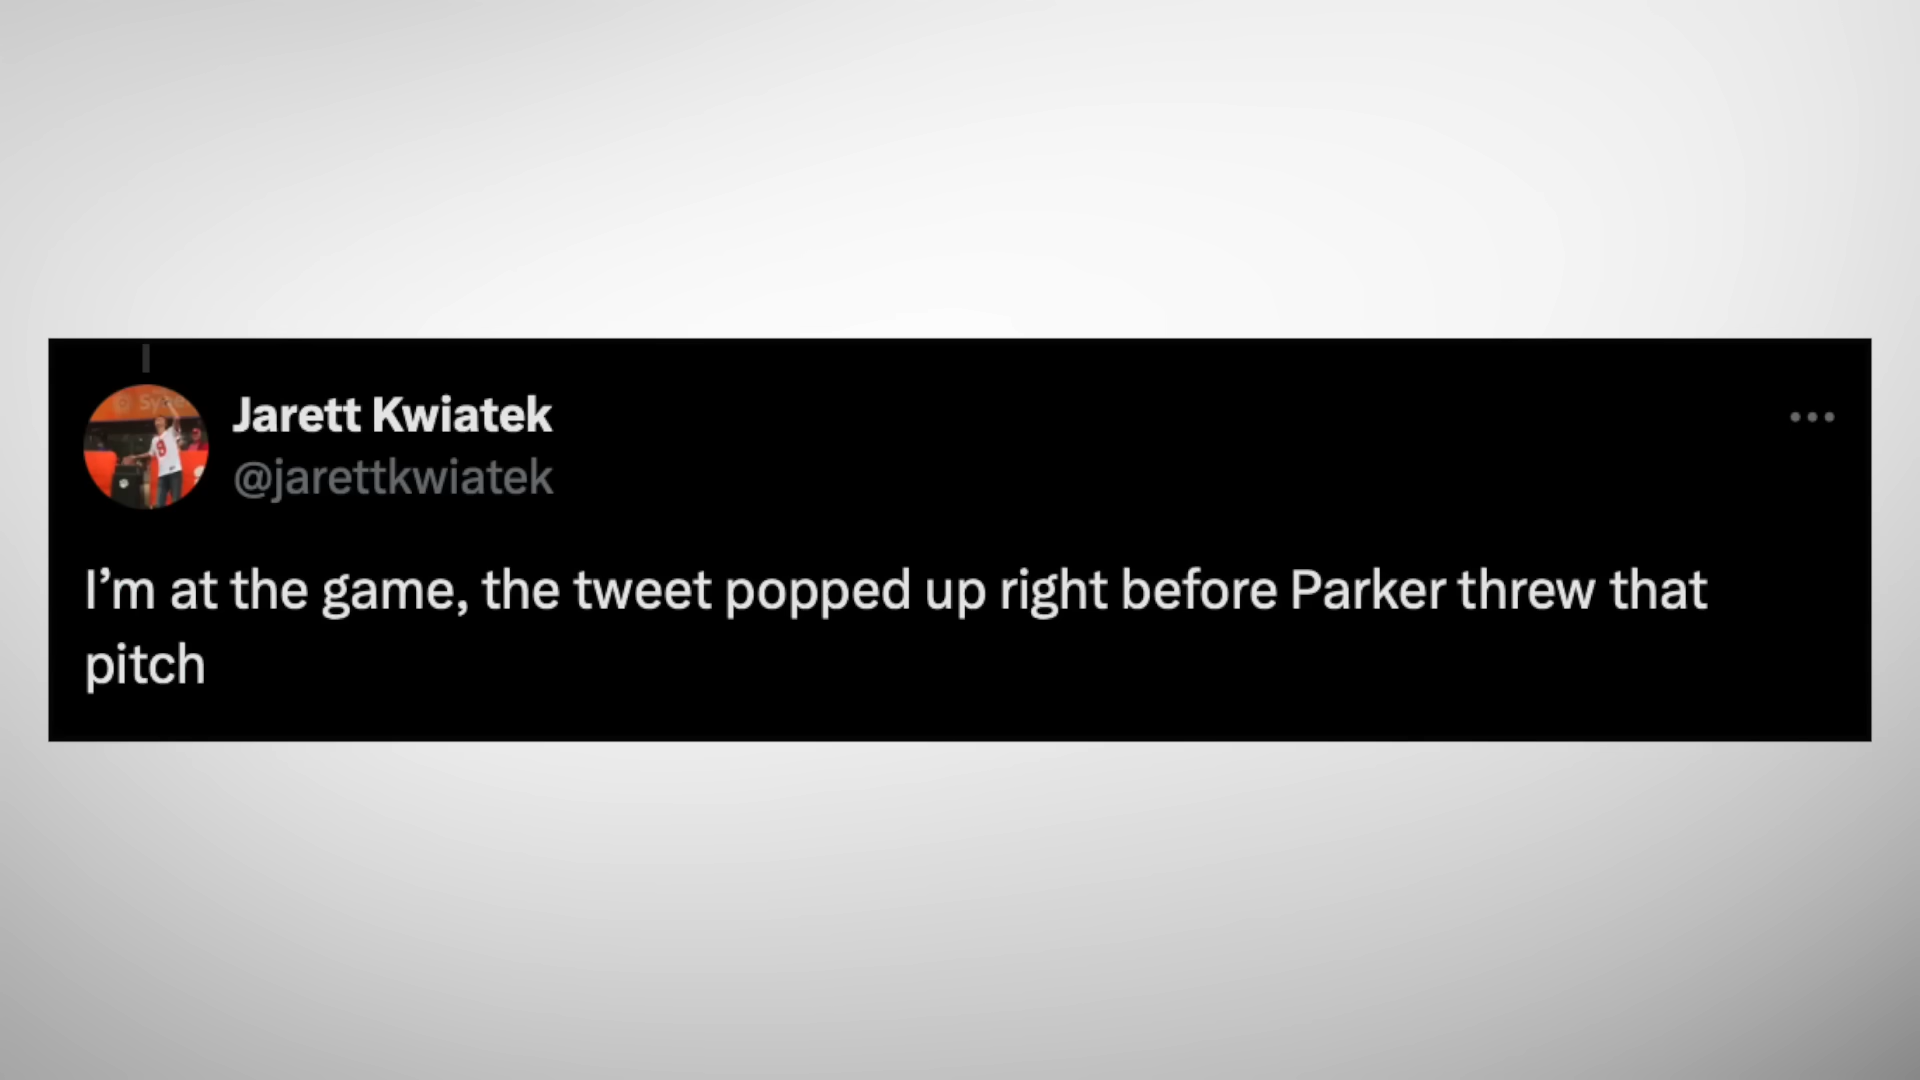 Jarett Kwiatek
@jarettkwiatek
I’m at the game, the tweet popped up right before Parker threw that
pitch